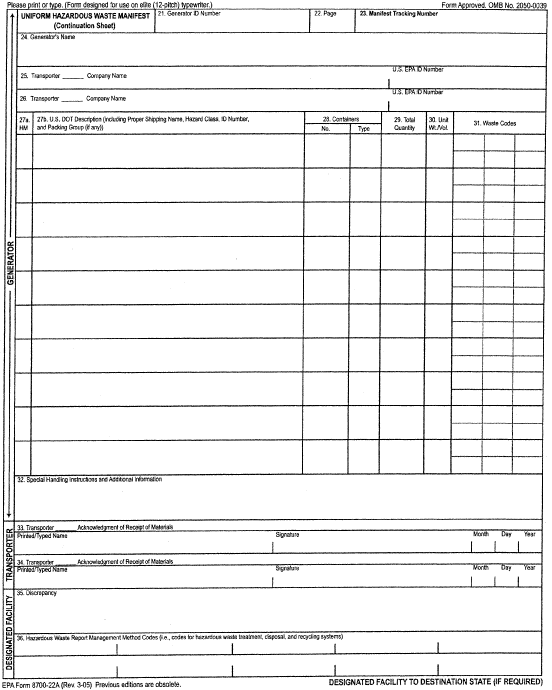 Please print or type. (Form designed for use on elite (12-pitch) typewriter.) Form Approved. OMB No. 2050-0039
UNIFORM HAZARDOUS WASTE MANIFEST
(Continuation Sheet)
21. Generator ID Number
22. Page
23. Manifest Tracking Number
24. Generator's Name
25. Transporter ______ Company Name
U.S. EPA ID Number
26. Transporter ______ Company Name
U.S. EPA ID Number
27a. HM
27b. U.S. DOT Description (including Proper Shipping Name, Hazard Class, ID Number,
and Packing Group (if any))
28. Containers
No. Type
29. Total
Quantity
30. Unit
Wt./Vol.
31. Waste Codes
GENERATOR
32. Special Handling Instructions and Additional Information
TRANSPORTER
33. Transporter ______ Acknowledgment of Receipt of Materials
Printed/Typed Name Signature Month Day Year
34. Transporter ______ Acknowledgment of Receipt of Materials
Printed/Typed Name Signature Month Day Year
DESIGNATED FACILITY
35. Discrepancy
36. Hazardous Waste Report Management Method Codes (i.e., codes for hazardous waste treatment, disposal, and recycling systems)
EPA Form 8700-22A (Rev. 3-05) Previous editions are obsolete. DESIGNATED FACILITY TO DESTINATION STATE (IF REQUIRED)